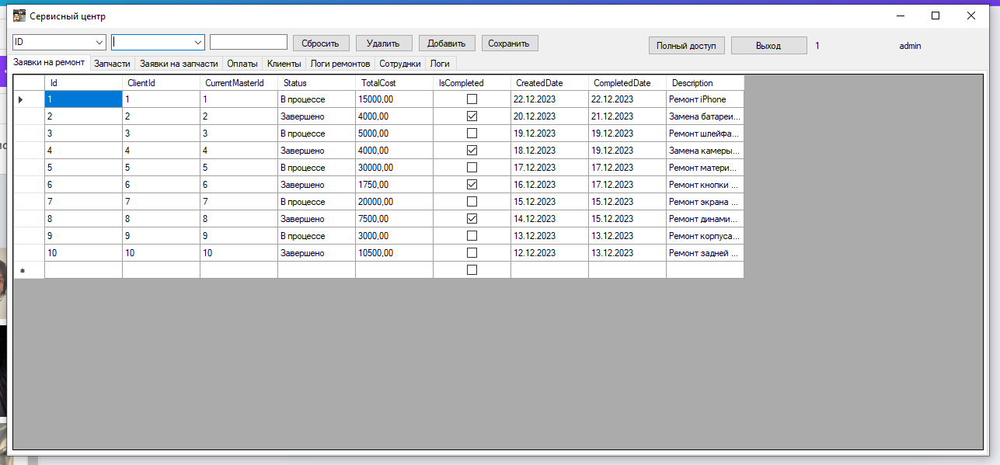 Сервисный центр
ID Сбросить Удалить Добавить Сохранить Полный доступ Выход 1 admin
Заявки на ремонт Запчасти Заявки на запчасти Оплаты Клиенты Логи ремонтов Сотруднки Логи
Id ClientId CurrentMasterId Status TotalCost IsCompleted CreatedDate CompletedDate Description
1 1 1 В процессе 15000,00 22.12.2023 22.12.2023 Ремонт iPhone
2 2 2 Завершено 4000,00 20.12.2023 21.12.2023 Замена батареи...
3 3 3 В процессе 5000,00 19.12.2023 19.12.2023 Ремонт шлейфа...
4 4 4 Завершено 4000,00 18.12.2023 19.12.2023 Замена камеры...
5 5 5 В процессе 30000,00 17.12.2023 17.12.2023 Ремонт матери...
6 6 6 Завершено 1750,00 16.12.2023 17.12.2023 Ремонт кнопки ...
7 7 7 В процессе 20000,00 15.12.2023 15.12.2023 Ремонт экрана ...
8 8 8 Завершено 7500,00 14.12.2023 15.12.2023 Ремонт динами...
9 9 9 В процессе 3000,00 13.12.2023 13.12.2023 Ремонт корпуса...
10 10 10 Завершено 10500,00 12.12.2023 13.12.2023 Ремонт задней ...